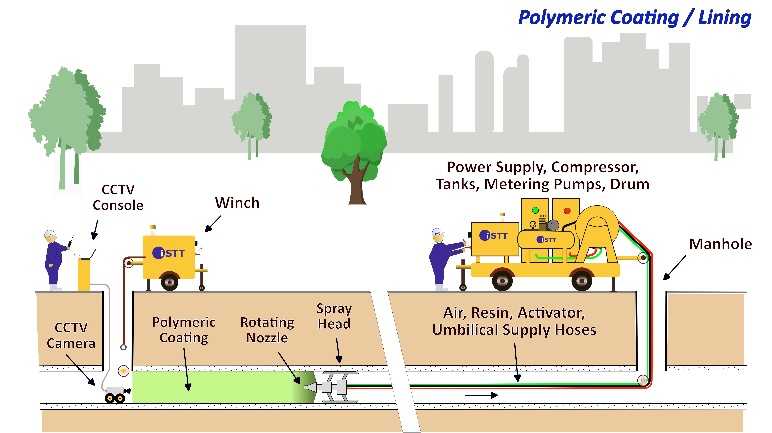 Polymeric Coating / Lining
Power Supply, Compressor,
Tanks, Metering Pumps, Drum
CCTV
Console
Winch
Manhole
iSTT
iSTT
iSTT
CCTV
Camera
Polymeric
Coating
Rotating
Nozzle
Spray
Head
Air, Resin, Activator,
Umbilical Supply Hoses